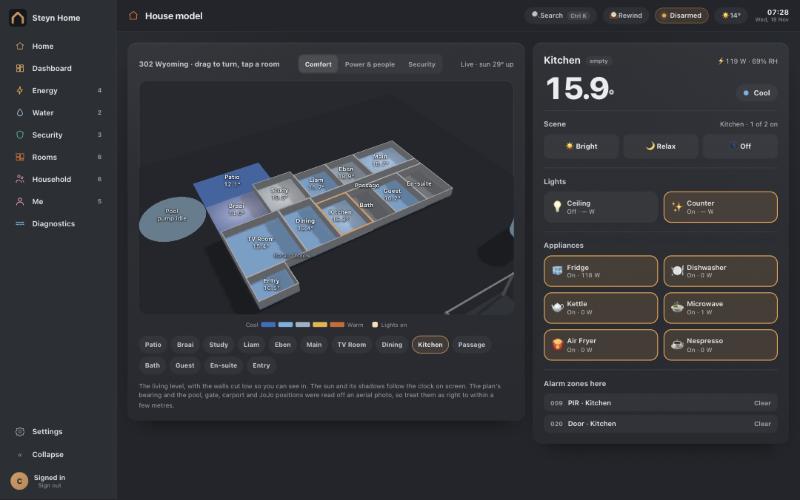 Steyn Home
Home
Dashboard
Energy 4
Water 2
Security 3
Rooms 6
Household 6
Me 5
Diagnostics
Settings
Collapse
C
Signed in
Sign out
House model
Search Ctrl K
Rewind
Disarmed
14°
07:28
Wed, 18 Nov
302 Wyoming · drag to turn, tap a room
Comfort
Power & people
Security
Live · sun 29° up
Patio
12.1°
Braai
Study
Liam
Eben
Main
Passage
En-suite
Guest
Bath
Kitchen
Dining
TV Room
Entry
Pool
pump idle
Cool
Warm
Lights on
Patio
Braai
Study
Liam
Eben
Main
TV Room
Dining
Kitchen
Passage
Bath
Guest
En-suite
Entry
The living level, with the walls cut low so you can see in. The sun and its shadows follow the clock on screen. The plan's
bearing and the pool, gate, carport and JoJo positions were read off an aerial photo, so treat them as right to within a
few metres.
Kitchen empty
119 W · 69% RH
15.9°
Cool
Scene
Kitchen · 1 of 2 on
Bright
Relax
Off
Lights
Ceiling
Off · — W
Counter
On · — W
Appliances
Fridge
On · 118 W
Dishwasher
On · 0 W
Kettle
On · 0 W
Microwave
On · 1 W
Air Fryer
On · 0 W
Nespresso
On · 0 W
Alarm zones here
009 PIR · Kitchen Clear
020 Door · Kitchen Clear